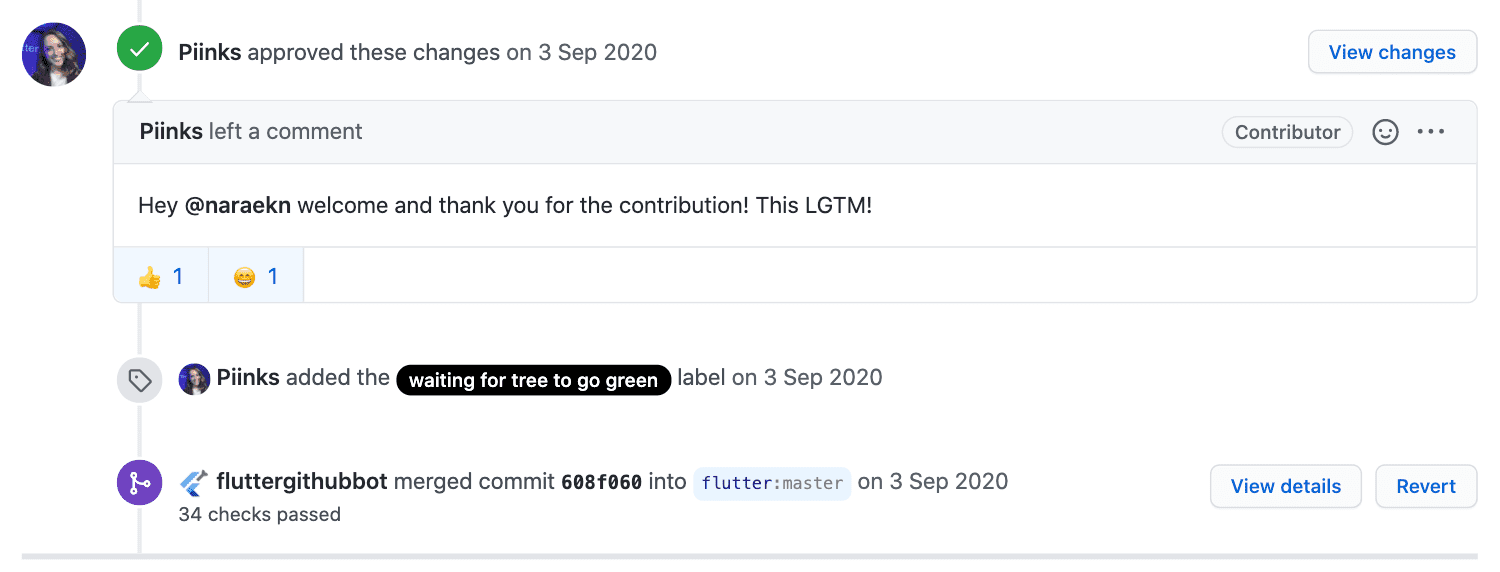 Piinks approved these changes on 3 Sep 2020
View changes
Piinks left a comment
Contributor
Hey @naraekn welcome and thank you for the contribution! This LGTM!
👍 1 😁 1
Piinks added the waiting for tree to go green label on 3 Sep 2020
fluttergithubbot merged commit 608f060 into flutter:master on 3 Sep 2020
View details
Revert
34 checks passed